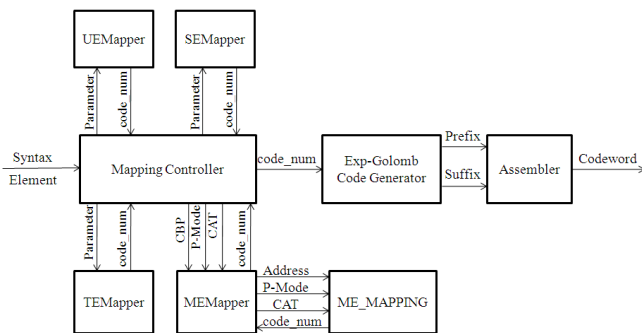 UEMapper
SEMapper
Parameter
code_num
Parameter
code_num
Syntax
Element
Mapping Controller
code_num
Exp-Golomb
Code Generator
Prefix
Suffix
Assembler
Codeword
Parameter
code_num
CBP
P-Mode
CAT
code_num
TEMapper
MEMapper
Address
P-Mode
CAT
code_num
ME_MAPPING